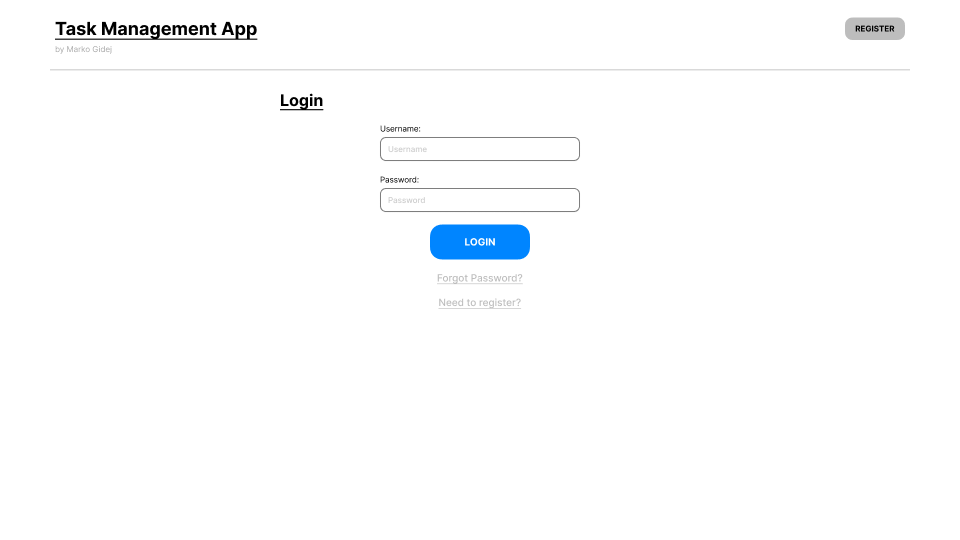 Task Management App
REGISTER
by Marko Gidej
Login
Username:
Username
Password:
Password
LOGIN
Forgot Password?
Need to register?